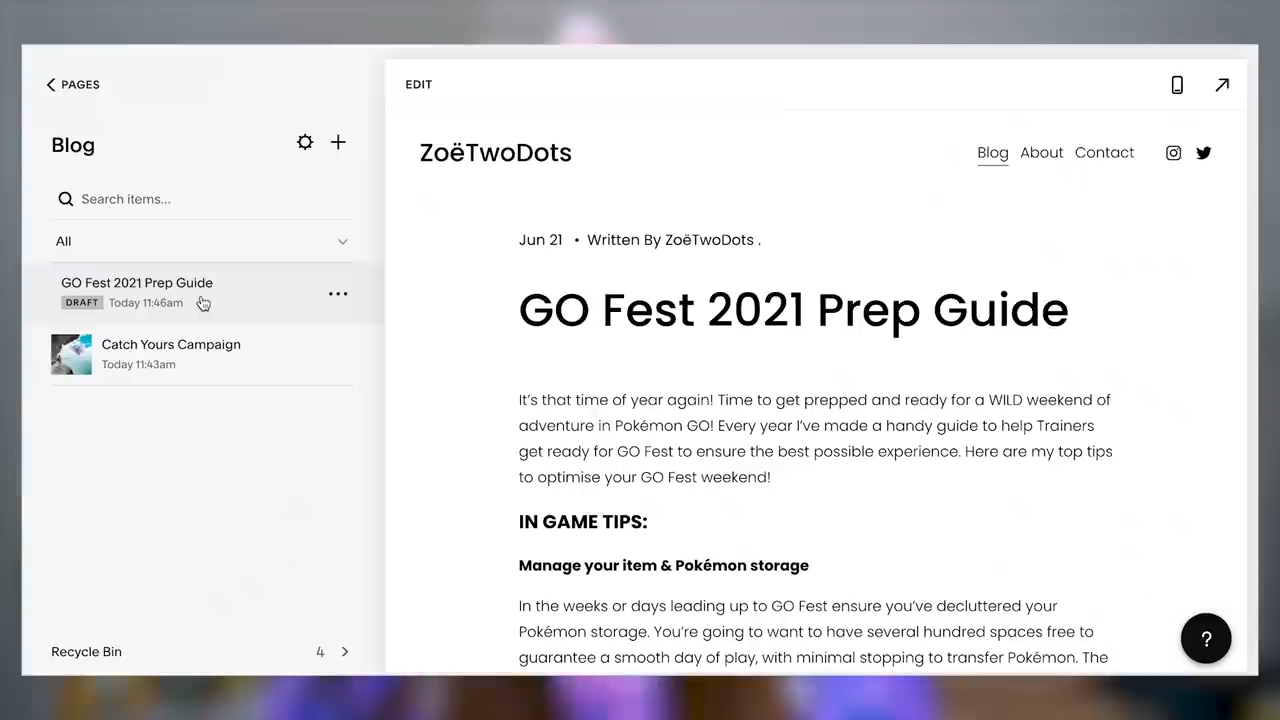 PAGES
Blog
Search items...
All
GO Fest 2021 Prep Guide
DRAFT Today 11:46am
Catch Yours Campaign
Today 11:43am
Recycle Bin 4
EDIT
ZoëTwoDots
Blog About Contact
Jun 21 • Written By ZoëTwoDots .
GO Fest 2021 Prep Guide
It's that time of year again! Time to get prepped and ready for a WILD weekend of
adventure in Pokémon GO! Every year I've made a handy guide to help Trainers
get ready for GO Fest to ensure the best possible experience. Here are my top tips
to optimise your GO Fest weekend!
IN GAME TIPS:
Manage your item & Pokémon storage
In the weeks or days leading up to GO Fest ensure you've decluttered your
Pokémon storage. You're going to want to have several hundred spaces free to
guarantee a smooth day of play, with minimal stopping to transfer Pokémon. The
?